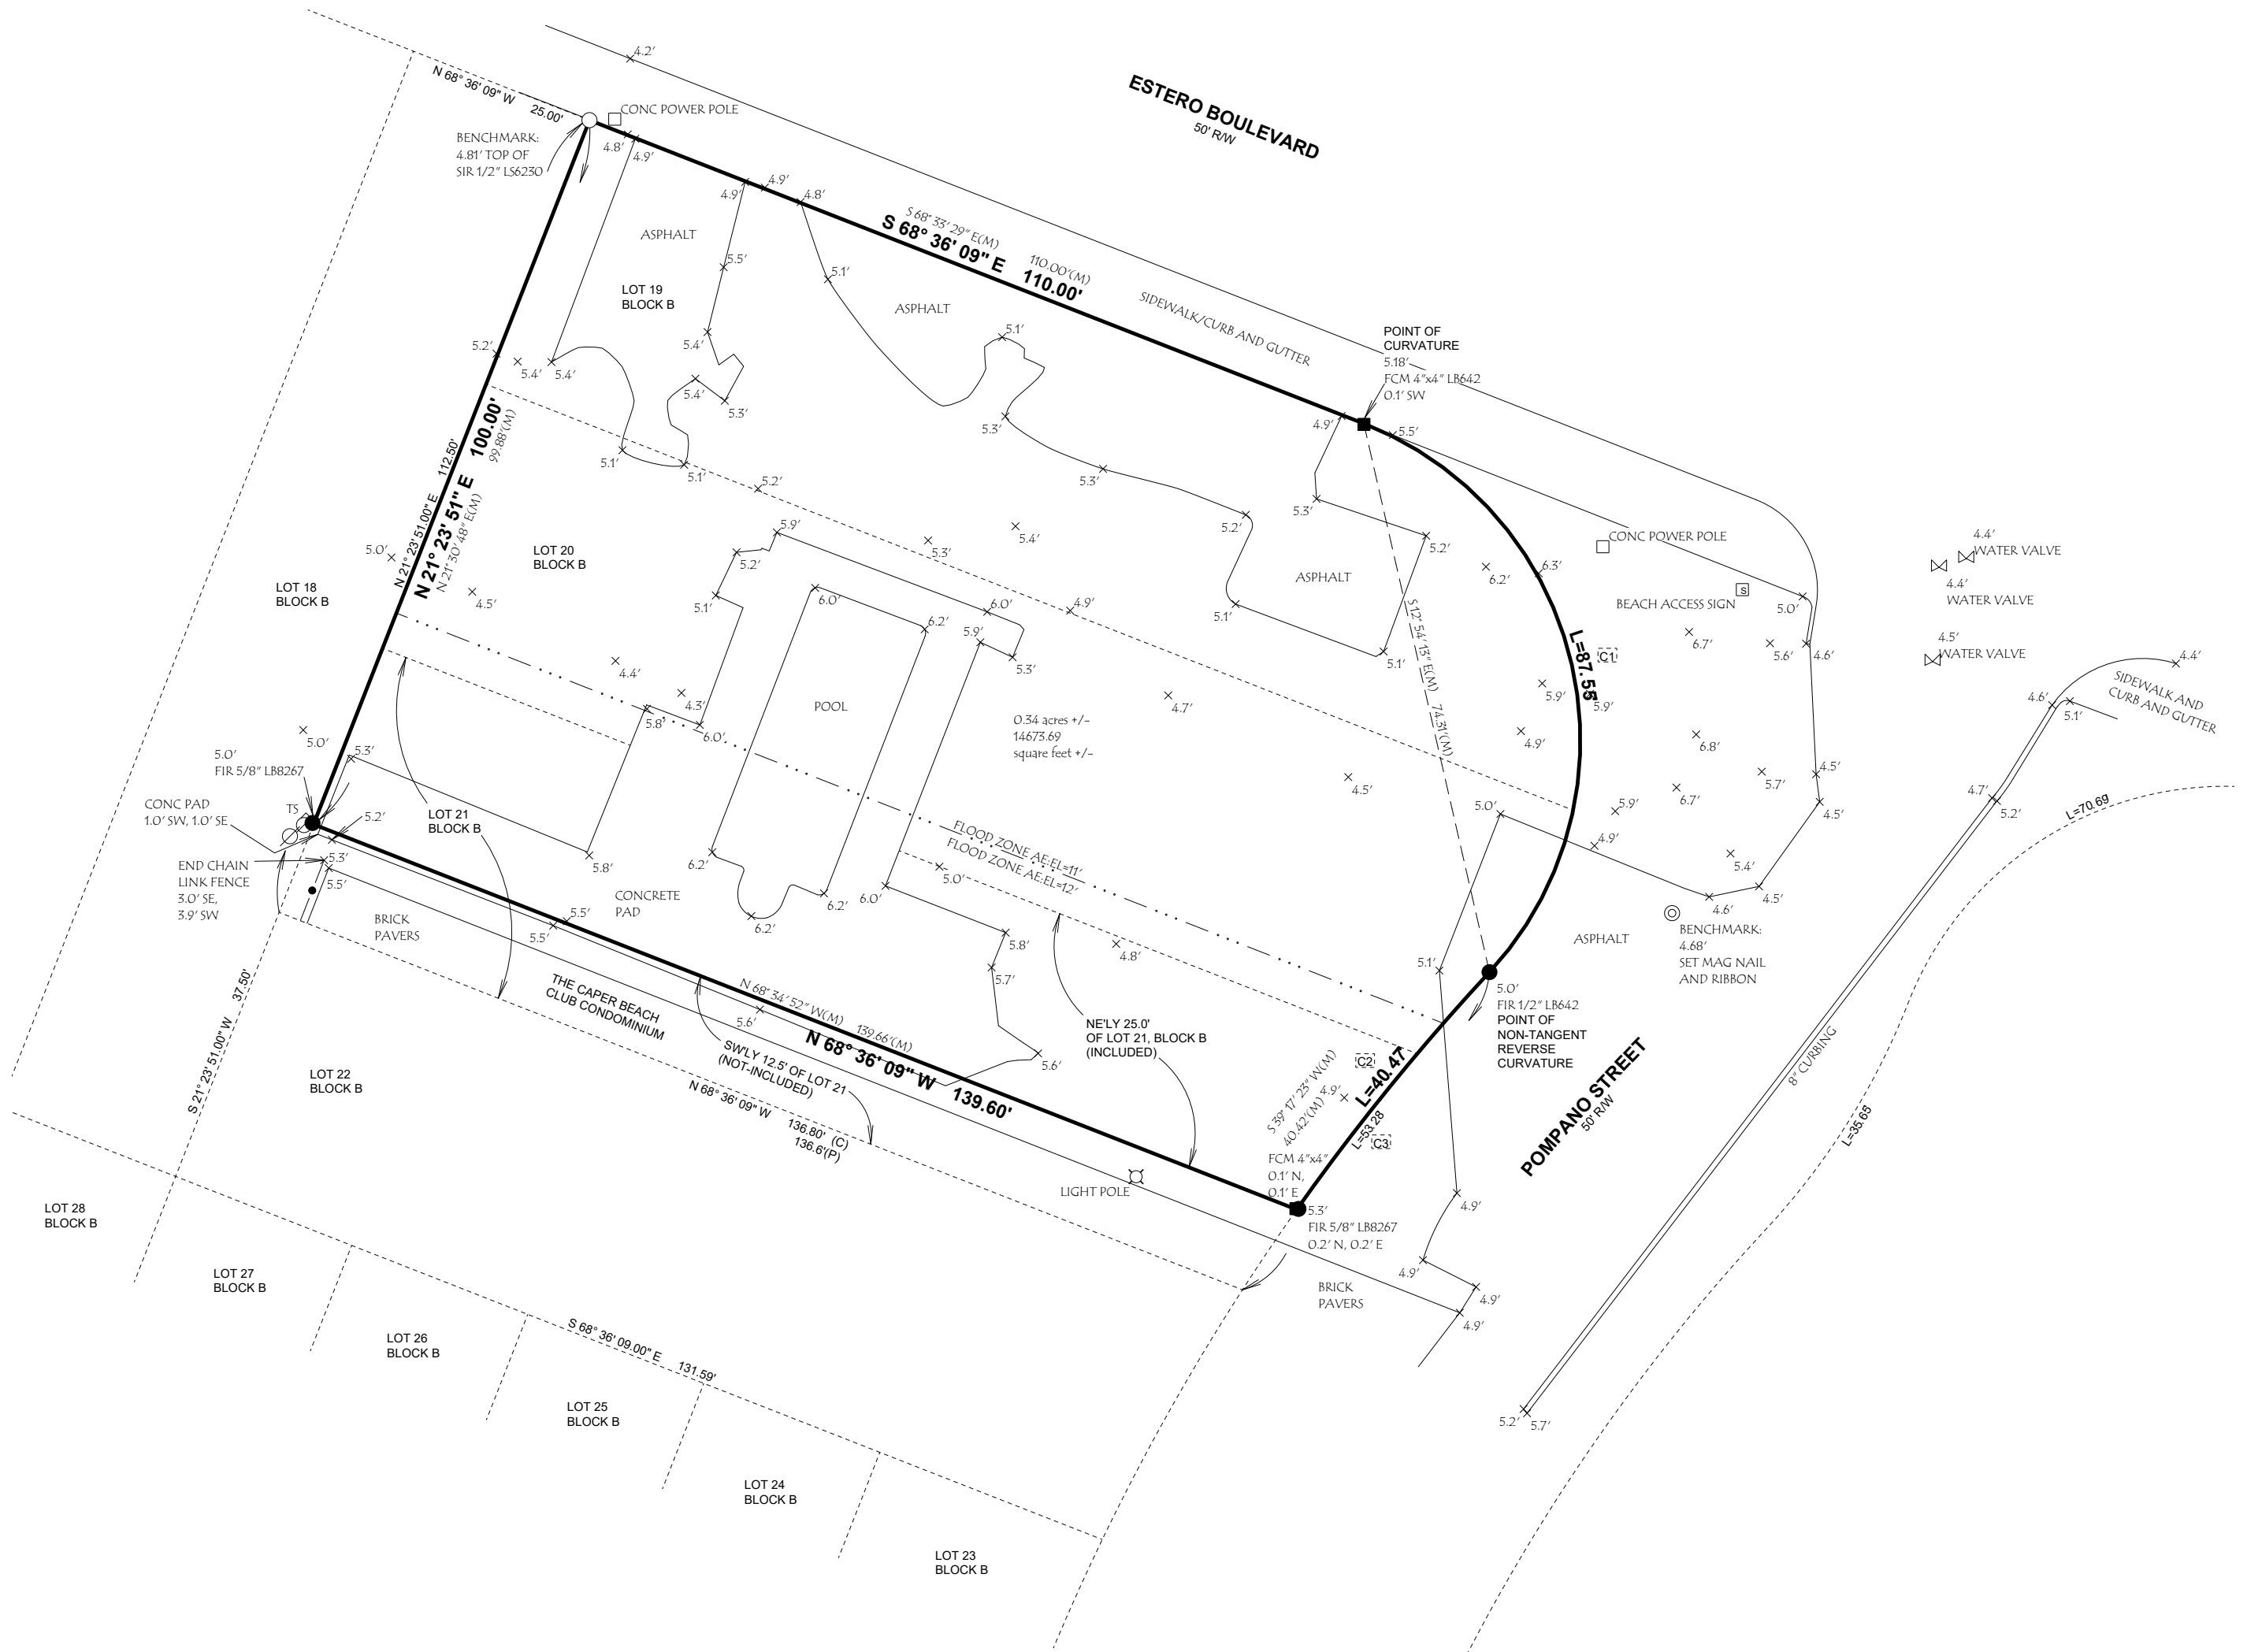 4.2'
ESTERO BOULEVARD
50' R/W
N 68° 36' 09" W 25.00'
CONC POWER POLE
BENCHMARK:
4.81' TOP OF
SIR 1/2" LS6230
4.8'
4.9'
4.9'
4.9'
4.8'
S 68° 33' 29" E(M) 110.00'(M)
S 68° 36' 09" E 110.00'
ASPHALT
5.5'
5.1'
LOT 19
BLOCK B
ASPHALT
SIDEWALK/CURB AND GUTTER
5.4'
5.1'
POINT OF
CURVATURE
5.18'
FCM 4"x4" LB642
0.1' SW
5.2'
5.4'
5.4'
5.4'
5.3'
5.3'
4.9'
5.5'
112.50'
N 21° 23' 51.00" E
N 21° 23' 51" E 100.00'
N 21° 30' 48" E(M) 99.88'(M)
5.1'
5.1'
5.2'
5.3'
5.3'
5.2'
5.2'
5.9'
5.3'
5.4'
CONC POWER POLE
4.4'
WATER VALVE
4.4'
WATER VALVE
5.0'
LOT 20
BLOCK B
5.2'
ASPHALT
6.2'
6.3'
S
BEACH ACCESS SIGN
5.0'
LOT 18
BLOCK B
4.5'
5.1'
6.0'
6.0'
4.9'
5.1'
6.2'
5.9'
5.3'
5.1'
S 12° 54' 13" E(M) 74.31'(M)
L=87.55'
C1
6.7'
5.6'
4.6'
4.5'
WATER VALVE
4.4'
4.4'
4.3'
5.8'
6.0'
POOL
0.34 acres +/-
14673.69
square feet +/-
4.7'
5.9'
5.9'
4.9'
6.8'
4.6'
5.1'
SIDEWALK AND
CURB AND GUTTER
5.0'
5.0'
FIR 5/8" LB8267
5.3'
4.5'
5.7'
6.7'
4.5'
4.5'
CONC PAD
1.0' SW, 1.0' SE
TS
5.2'
LOT 21
BLOCK B
FLOOD ZONE AE:EL=11'
FLOOD ZONE AE:EL=12'
5.0'
5.9'
4.9'
4.7'
5.2'
L=70.69
END CHAIN
LINK FENCE
3.0' SE,
3.9' SW
5.3'
5.5'
5.8'
6.2'
6.0'
5.0'
5.4'
4.5'
4.6'
BRICK
PAVERS
CONCRETE
PAD
5.5'
5.5'
6.2'
6.2'
5.8'
4.8'
5.7'
5.1'
ASPHALT
BENCHMARK:
4.68'
SET MAG NAIL
AND RIBBON
THE CAPER BEACH
CLUB CONDOMINIUM
N 68° 34' 52" W(M) 139.66'(M)
N 68° 36' 09" W 139.60'
5.6'
5.6'
NE'LY 25.0'
OF LOT 21, BLOCK B
(INCLUDED)
5.0'
FIR 1/2" LB642
POINT OF
NON-TANGENT
REVERSE
CURVATURE
SW'LY 12.5' OF LOT 21
(NOT-INCLUDED)
N 68° 36' 09" W 136.80' (C)
136.6'(P)
S 21° 23' 51.00" W 37.50'
LOT 22
BLOCK B
S 39° 17' 23" W(M)
40.42'(M)
4.9'
C2
L=40.47'
L=53.28
C3
POMPANO STREET
50' R/W
8" CURBING
L=35.65
FCM 4"x4"
0.1' N,
0.1' E
LIGHT POLE
5.3'
FIR 5/8" LB8267
0.2' N, 0.2' E
4.9'
4.9'
4.9'
4.9'
BRICK
PAVERS
LOT 28
BLOCK B
LOT 27
BLOCK B
LOT 26
BLOCK B
S 68° 36' 09.00" E 131.59'
LOT 25
BLOCK B
LOT 24
BLOCK B
LOT 23
BLOCK B
5.2'
5.7'